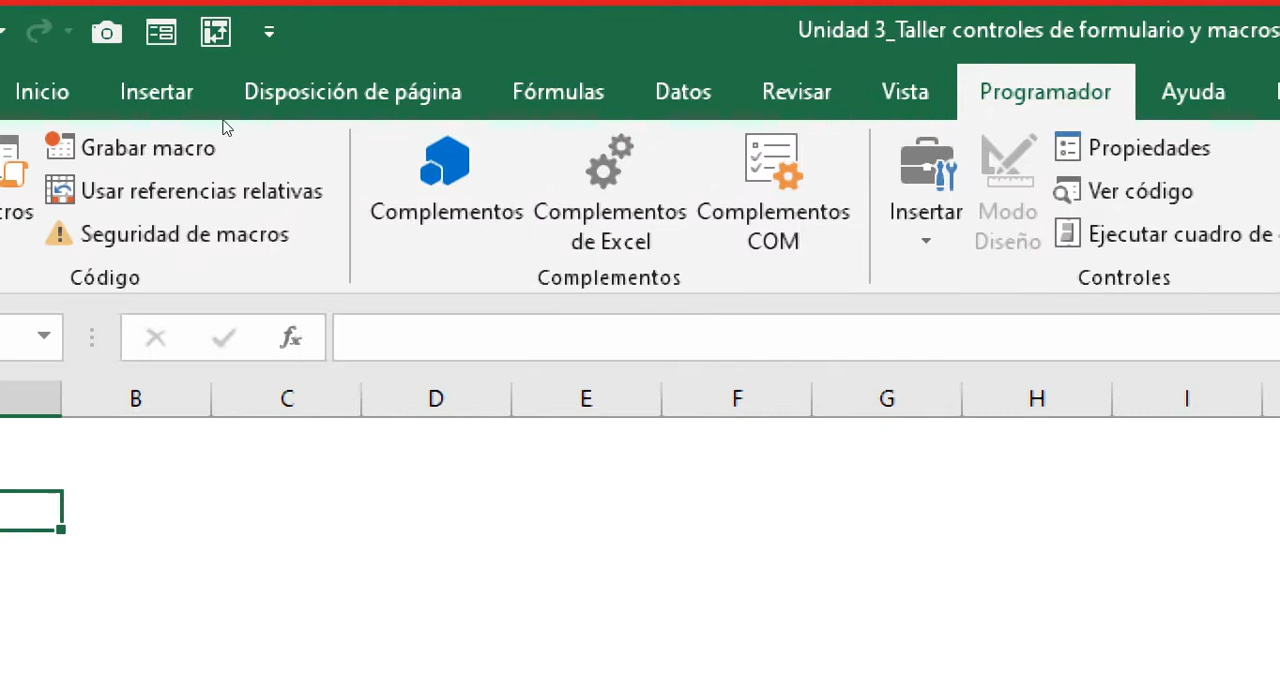 Unidad 3_Taller controles de formulario y macros
Inicio Insertar Disposición de página Fórmulas Datos Revisar Vista Programador Ayuda
Grabar macro
Usar referencias relativas
Seguridad de macros
Código
Complementos
Complementos de Excel
Complementos COM
Complementos
Insertar
Modo Diseño
Propiedades
Ver código
Ejecutar cuadro de
Controles
fx
B C D E F G H I